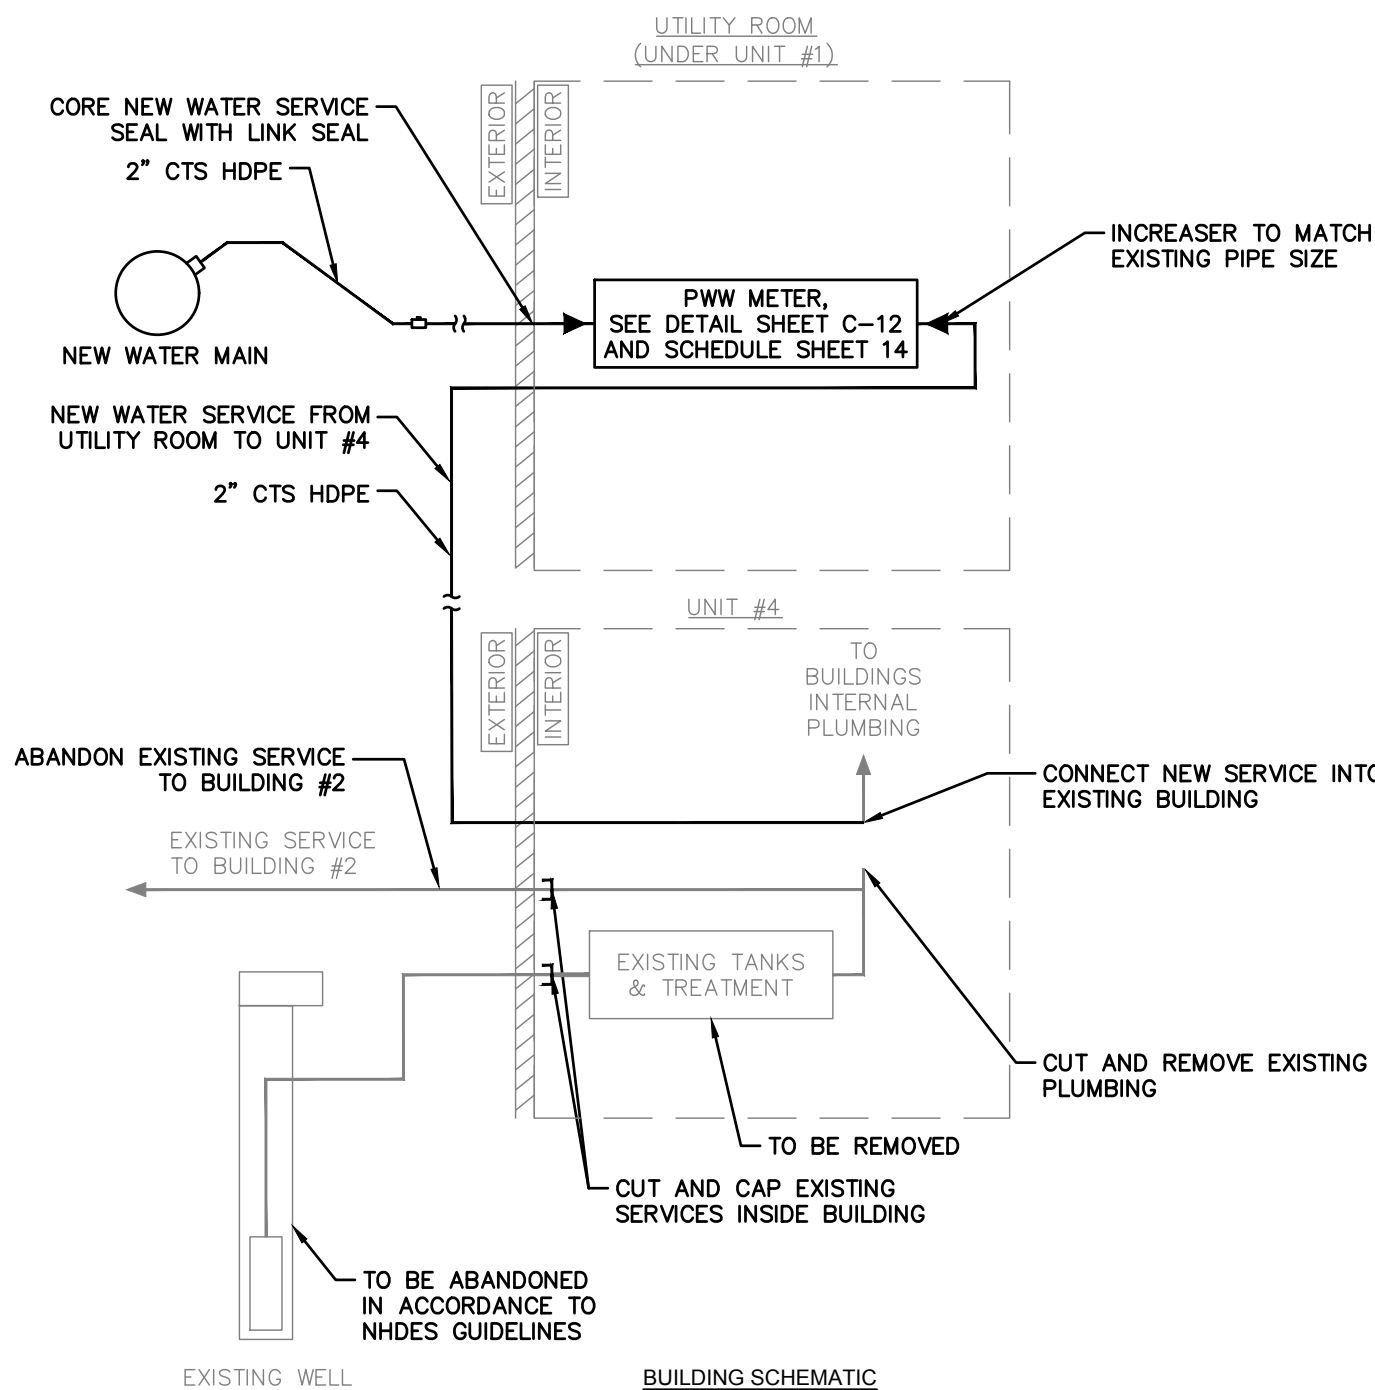 UTILITY ROOM
(UNDER UNIT #1)
CORE NEW WATER SERVICE
SEAL WITH LINK SEAL
2” CTS HDPE
EXTERIOR
INTERIOR
INCREASER TO MATCH
EXISTING PIPE SIZE
PWW METER,
SEE DETAIL SHEET C-12
AND SCHEDULE SHEET 14
NEW WATER MAIN
NEW WATER SERVICE FROM
UTILITY ROOM TO UNIT #4
2” CTS HDPE
UNIT #4
EXTERIOR
INTERIOR
TO
BUILDINGS
INTERNAL
PLUMBING
ABANDON EXISTING SERVICE
TO BUILDING #2
CONNECT NEW SERVICE INTO
EXISTING BUILDING
EXISTING SERVICE
TO BUILDING #2
EXISTING TANKS
& TREATMENT
CUT AND REMOVE EXISTING
PLUMBING
TO BE REMOVED
CUT AND CAP EXISTING
SERVICES INSIDE BUILDING
TO BE ABANDONED
IN ACCORDANCE TO
NHDES GUIDELINES
EXISTING WELL
BUILDING SCHEMATIC